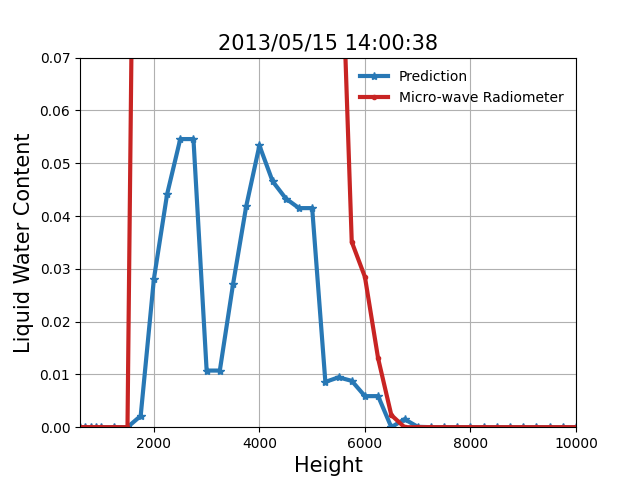 2013/05/15 14:00:38
Prediction
Micro-wave Radiometer
Liquid Water Content
0.07
0.06
0.05
0.04
0.03
0.02
0.01
0.00
2000 4000 6000 8000 10000
Height